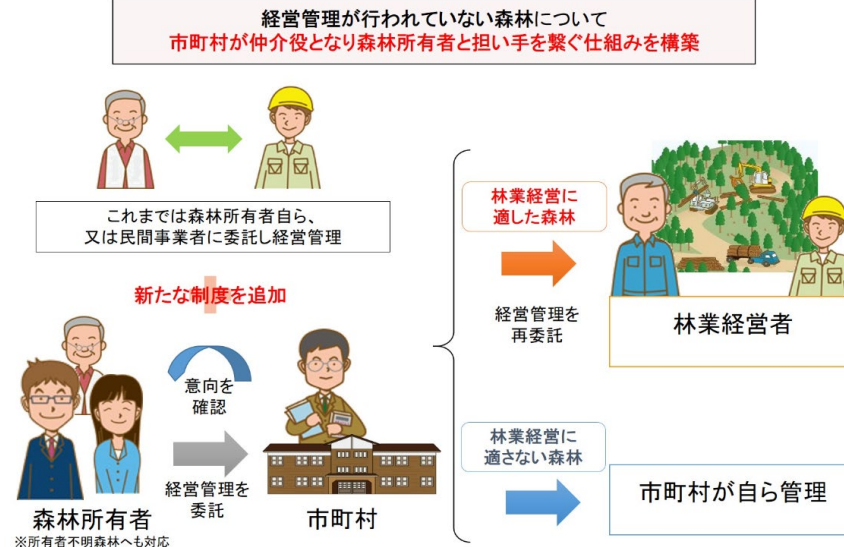 経営管理が行われていない森林について
市町村が仲介役となり森林所有者と担い手を繋ぐ仕組みを構築
これまでは森林所有者自ら、
又は民間事業者に委託し経営管理
新たな制度を追加
意向を
確認
経営管理を
委託
森林所有者
※所有者不明森林へも対応
市町村
林業経営に
適した森林
経営管理を
再委託
林業経営者
林業経営に
適さない森林
市町村が自ら管理